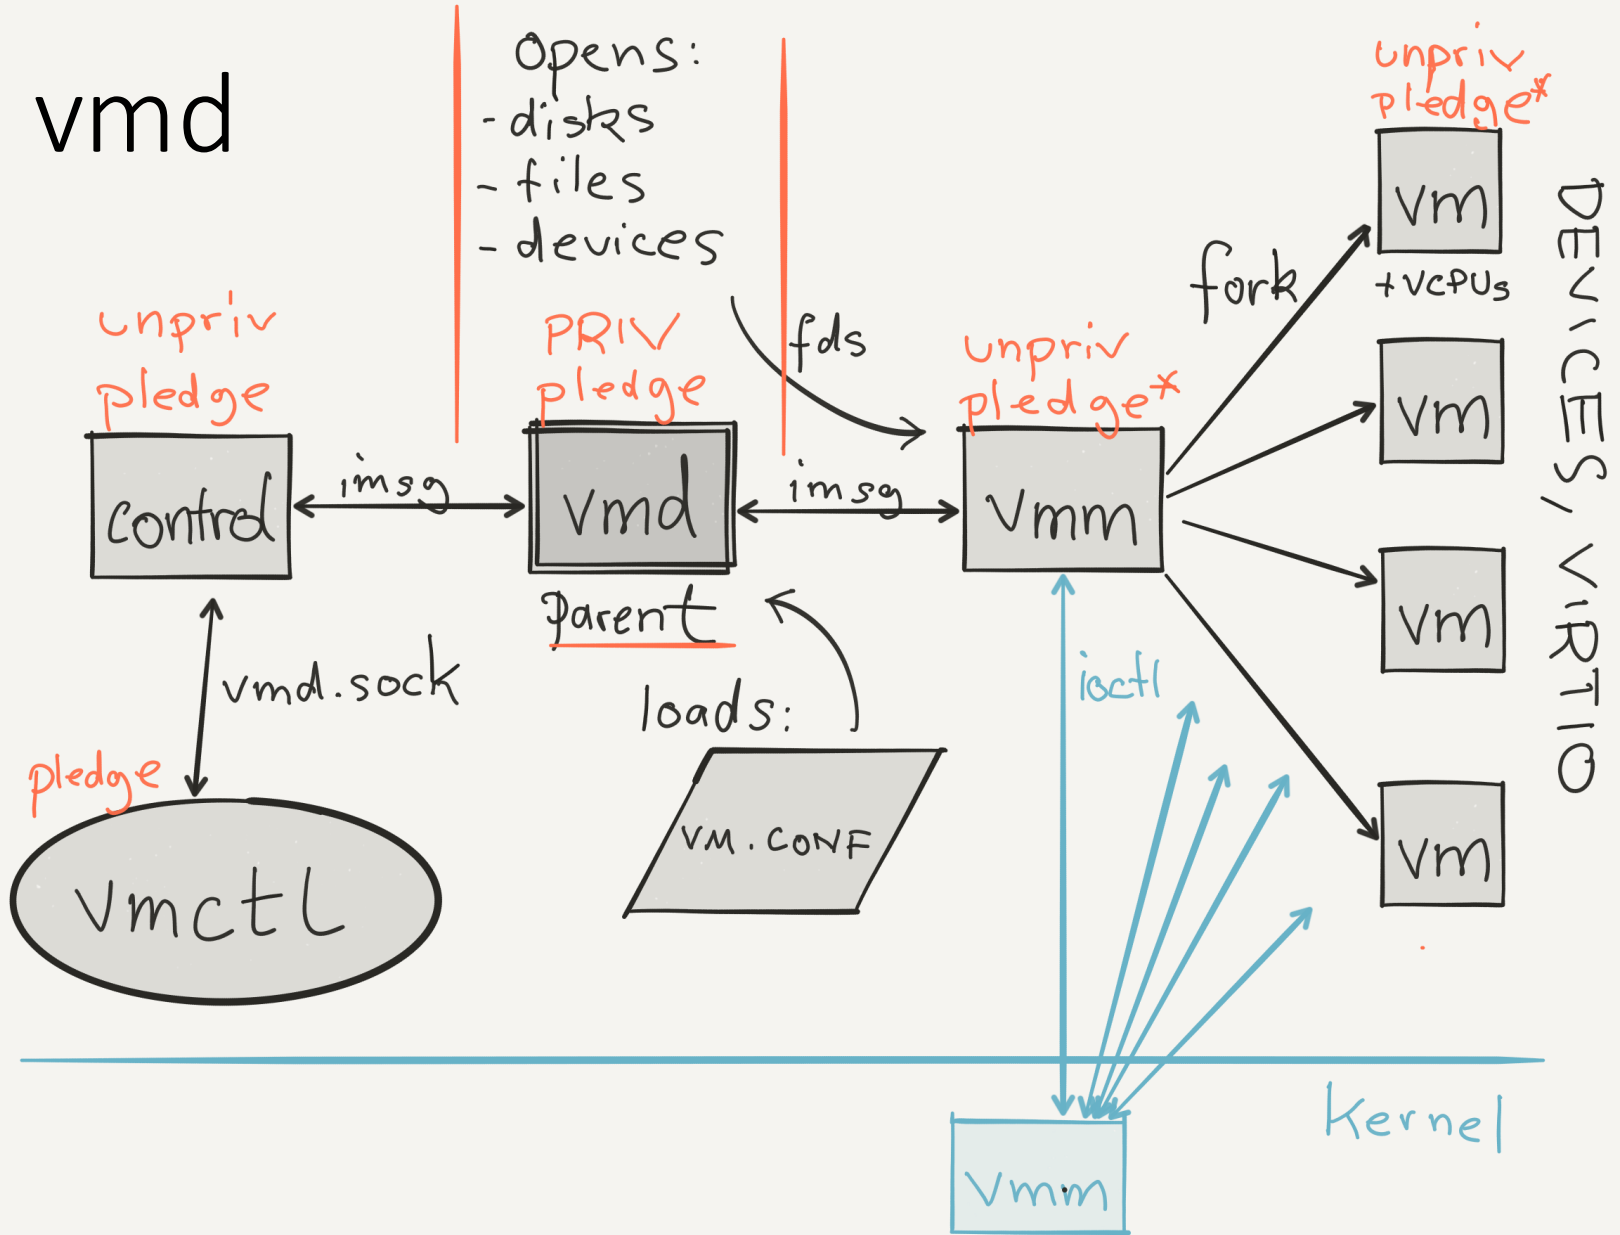 vmd
opens:
- disks
- files
- devices
unpriv
pledge*
vm
+ VCPUs
fork
DEVICES, VIRTIO
unpriv
pledge
PRIV
pledge
fds
unpriv
pledge*
vm
control
imsg
vmd
imsg
vmm
parent
vm
vmd.sock
loads:
ioctl
pledge
VM.CONF
vmctl
vm
kernel
vmm